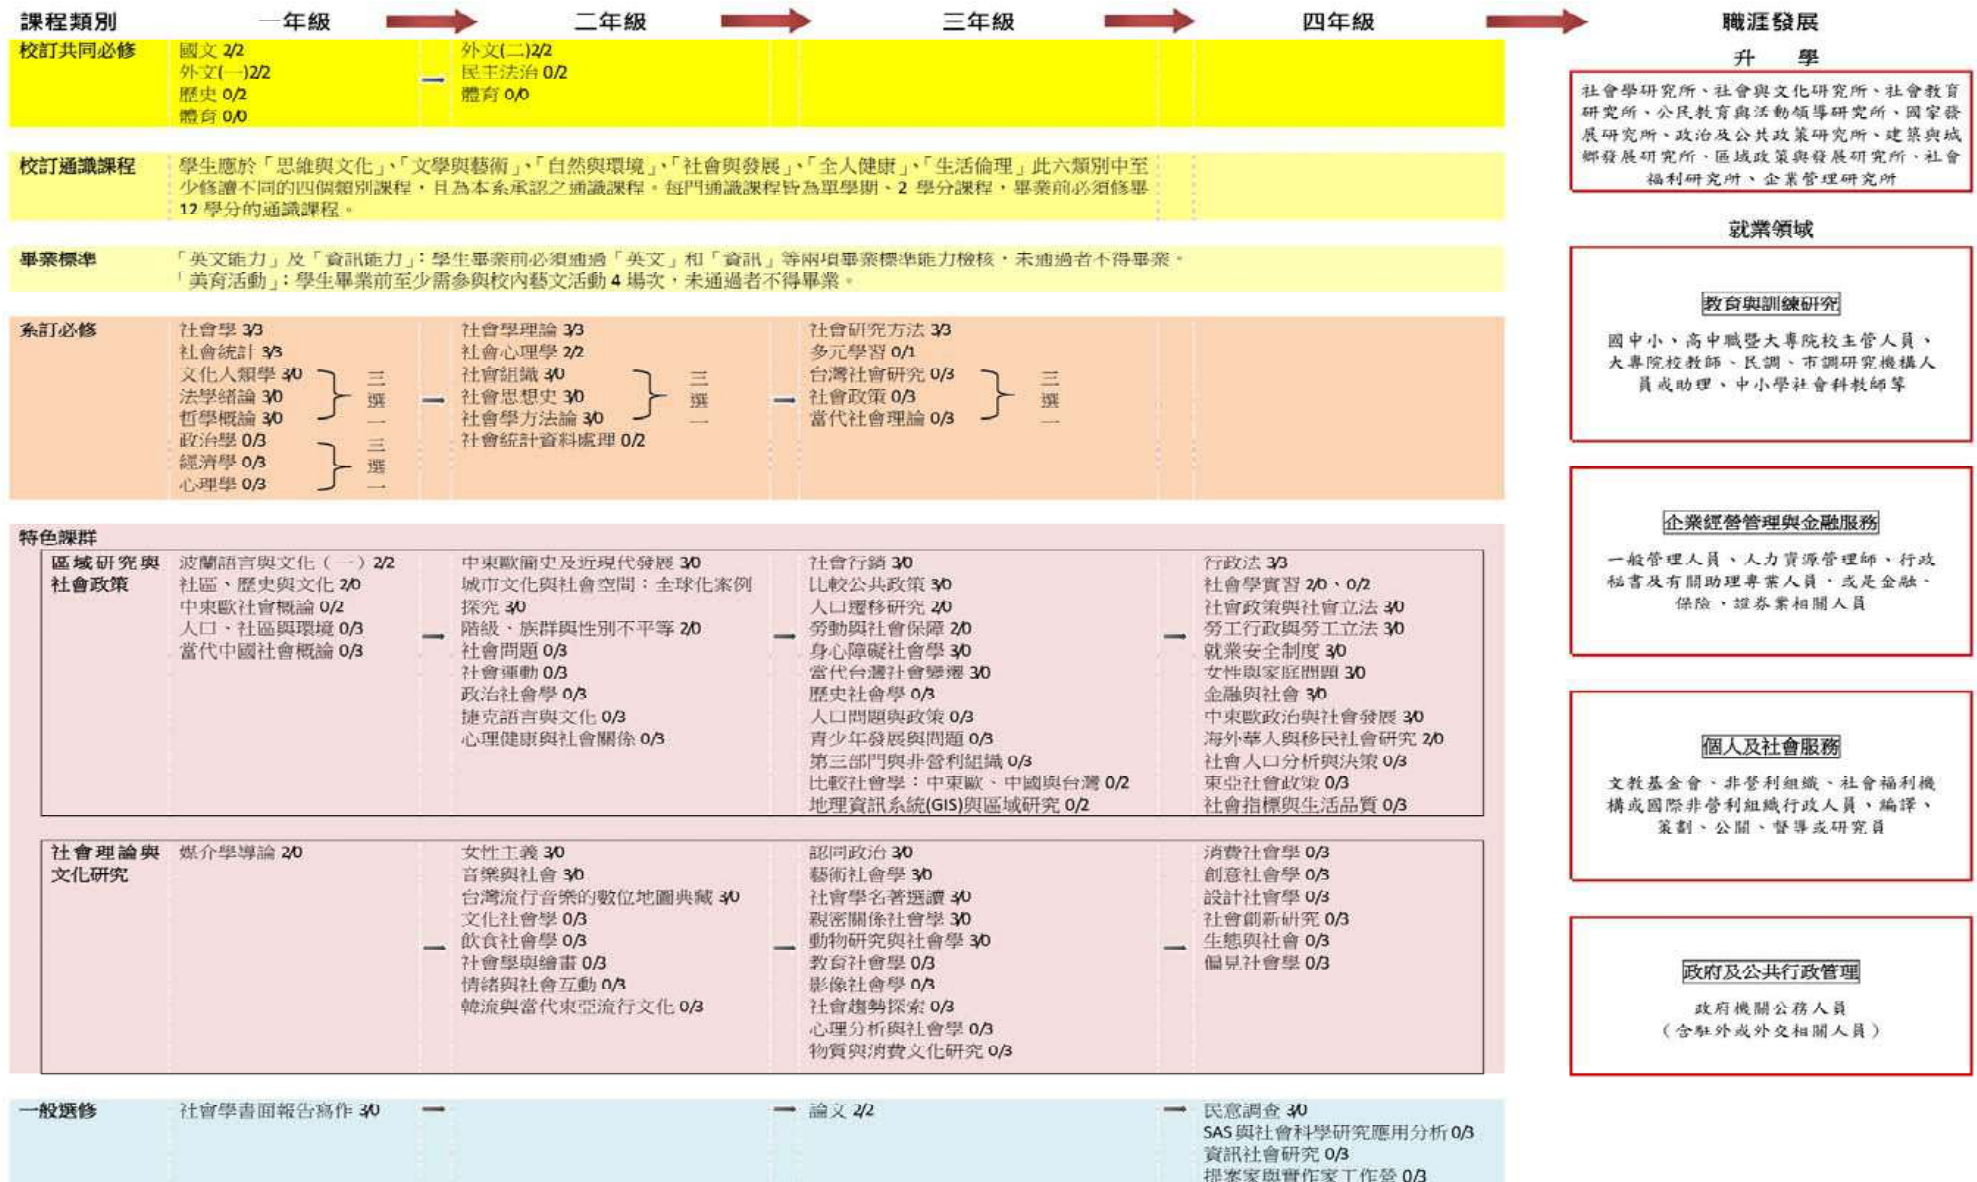 課程類別 一年級 二年級 三年級 四年級 職涯發展
校訂共同必修
國文 2/2
外文(一)2/2
歷史 0/2
體育 0/0
外文(二)2/2
民主法治 0/2
體育 0/0
校訂通識課程
學生應於「思維與文化」、「文學與藝術」、「自然與環境」、「社會與發展」、「全人健康」、「生活倫理」此六類別中至
少修讀不同的四個類別課程，且為本系承認之通識課程。每門通識課程皆為單學期、2 學分課程，畢業前必須修畢
12 學分的通識課程。
畢業標準
「英文能力」及「資訊能力」：學生畢業前必須通過「英文」和「資訊」等兩項畢業標準能力檢核，未通過者不得畢業。
「美育活動」：學生畢業前至少需參與校內藝文活動 4 場次，未通過者不得畢業。
系訂必修
社會學 3/3
社會統計 3/3
文化人類學 3/0
法學緒論 3/0
哲學概論 3/0
三選一
政治學 0/3
經濟學 0/3
心理學 0/3
三選一
社會學理論 3/3
社會心理學 2/2
社會組織 3/0
社會思想史 3/0
社會學方法論 3/0
三選一
社會統計資料處理 0/2
社會研究方法 3/3
多元學習 0/1
台灣社會研究 0/3
社會政策 0/3
當代社會理論 0/3
三選一
特色課群
區域研究與
社會政策
波蘭語言與文化（一）2/2
社區、歷史與文化 2/0
中東歐社會概論 0/2
人口、社區與環境 0/3
當代中國社會概論 0/3
中東歐簡史及近現代發展 3/0
城市文化與社會空間：全球化案例
探究 3/0
階級、族群與性別不平等 2/0
社會問題 0/3
社會運動 0/3
政治社會學 0/3
捷克語言與文化 0/3
心理健康與社會關係 0/3
社會行銷 3/0
比較公共政策 3/0
人口遷移研究 2/0
勞動與社會保障 2/0
身心障礙社會學 3/0
當代台灣社會變遷 3/0
歷史社會學 0/3
人口問題與政策 0/3
青少年發展與問題 0/3
第三部門與非營利組織 0/3
比較社會學：中東歐、中國與台灣 0/2
地理資訊系統(GIS)與區域研究 0/2
行政法 3/3
社會學實習 2/0、0/2
社會政策與社會立法 3/0
勞工行政與勞工立法 3/0
就業安全制度 3/0
女性與家庭問題 3/0
金融與社會 3/0
中東歐政治與社會發展 3/0
海外華人與移民社會研究 2/0
社會人口分析與決策 0/3
東亞社會政策 0/3
社會指標與生活品質 0/3
社會理論與
文化研究
媒介學導論 2/0
女性主義 3/0
音樂與社會 3/0
台灣流行音樂的數位地圖典藏 3/0
文化社會學 0/3
飲食社會學 0/3
社會學與繪畫 0/3
情緒與社會互動 0/3
韓流與當代東亞流行文化 0/3
認同政治 3/0
藝術社會學 3/0
社會學名著選讀 3/0
親密關係社會學 3/0
動物研究與社會學 3/0
教育社會學 0/3
影像社會學 0/3
社會趨勢探索 0/3
心理分析與社會學 0/3
物質與消費文化研究 0/3
消費社會學 0/3
創意社會學 0/3
設計社會學 0/3
社會創新研究 0/3
生態與社會 0/3
偏見社會學 0/3
一般選修
社會學書面報告寫作 3/0
論文 2/2
民意調查 3/0
SAS 與社會科學研究應用分析 0/3
資訊社會研究 0/3
提案家與實作家工作營 0/3
升 學
社會學研究所、社會與文化研究所、社會教育
研究所、公民教育與活動領導研究所、國家發
展研究所、政治及公共政策研究所、建築與城
鄉發展研究所、區域政策與發展研究所、社會
福利研究所、企業管理研究所
就業領域
教育與訓練研究
國中小、高中職暨大專院校主管人員、
大專院校教師、民調、市調研究機構人
員或助理、中小學社會科教師等
企業經營管理與金融服務
一般管理人員、人力資源管理師、行政
秘書及有關助理專業人員，或是金融、
保險，證券業相關人員
個人及社會服務
文教基金會、非營利組織、社會福利機
構或國際非營利組織行政人員、編譯、
策劃、公關、督導或研究員
政府及公共行政管理
政府機關公務人員
（含駐外或外交相關人員）